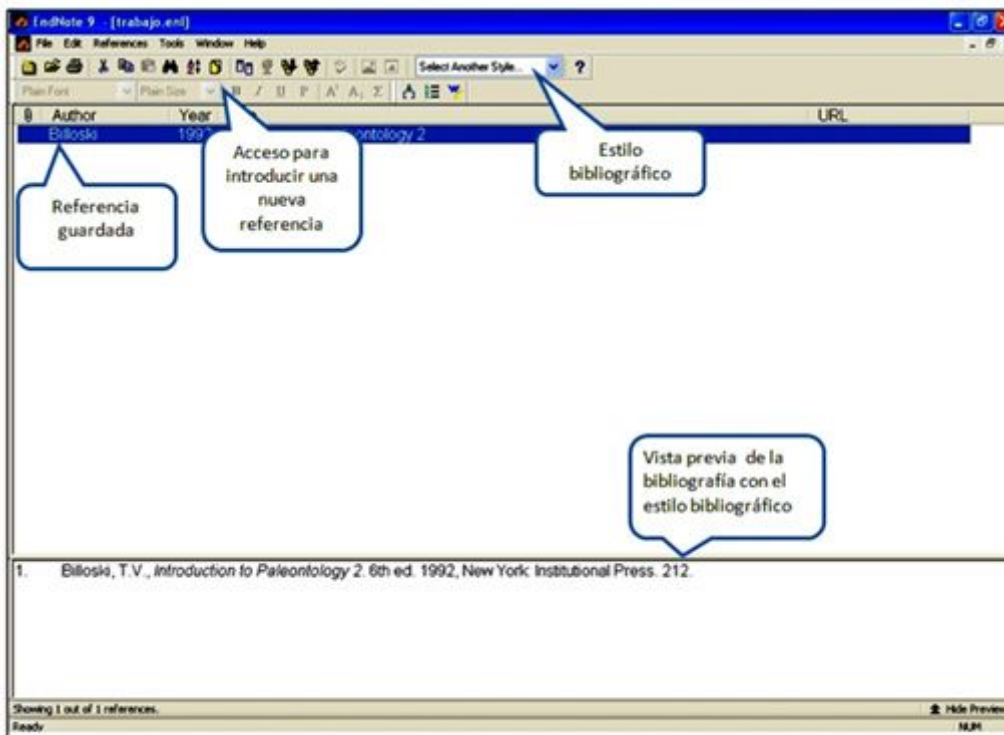 EndNote 9 - [trabajo.enl]
File Edit References Tools Window Help
Select Another Style...
Plain Font Plain Size B I U P A¹ A₁ Σ
Author Year URL
Billoski 1992 ontology 2
Acceso para
introducir una
nueva
referencia
Estilo
bibliográfico
Referencia
guardada
Vista previa de la
bibliografía con el
estilo bibliográfico
1. Billoski, T.V., Introduction to Paleontology 2. 6th ed. 1992, New York: Institutional Press. 212.
Showing 1 out of 1 references. Hide Preview
Ready NUM